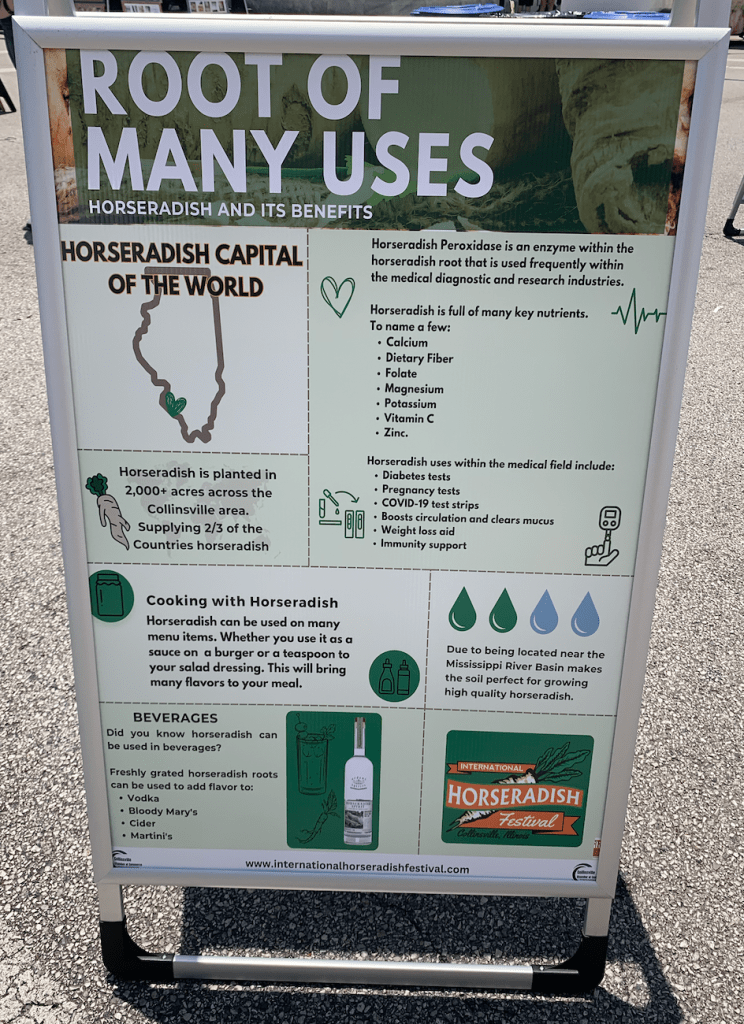 ROOT OF
MANY USES
HORSERADISH AND ITS BENEFITS
HORSERADISH CAPITAL
OF THE WORLD
Horseradish Peroxidase is an enzyme within the
horseradish root that is used frequently within
the medical diagnostic and research industries.
Horseradish is full of many key nutrients.
To name a few:
• Calcium
• Dietary Fiber
• Folate
• Magnesium
• Potassium
• Vitamin C
• Zinc.
Horseradish is planted in
2,000+ acres across the
Collinsville area.
Supplying 2/3 of the
Countries horseradish
Horseradish uses within the medical field include:
• Diabetes tests
• Pregnancy tests
• COVID-19 test strips
• Boosts circulation and clears mucus
• Weight loss aid
• Immunity support
Cooking with Horseradish
Horseradish can be used on many
menu items. Whether you use it as a
sauce on a burger or a teaspoon to
your salad dressing. This will bring
many flavors to your meal.
Due to being located near the
Mississippi River Basin makes
the soil perfect for growing
high quality horseradish.
BEVERAGES
Did you know horseradish can
be used in beverages?
Freshly grated horseradish roots
can be used to add flavor to:
• Vodka
• Bloody Mary's
• Cider
• Martini's
INTERNATIONAL
HORSERADISH
Festival
Collinsville, Illinois
www.internationalhorseradishfestival.com